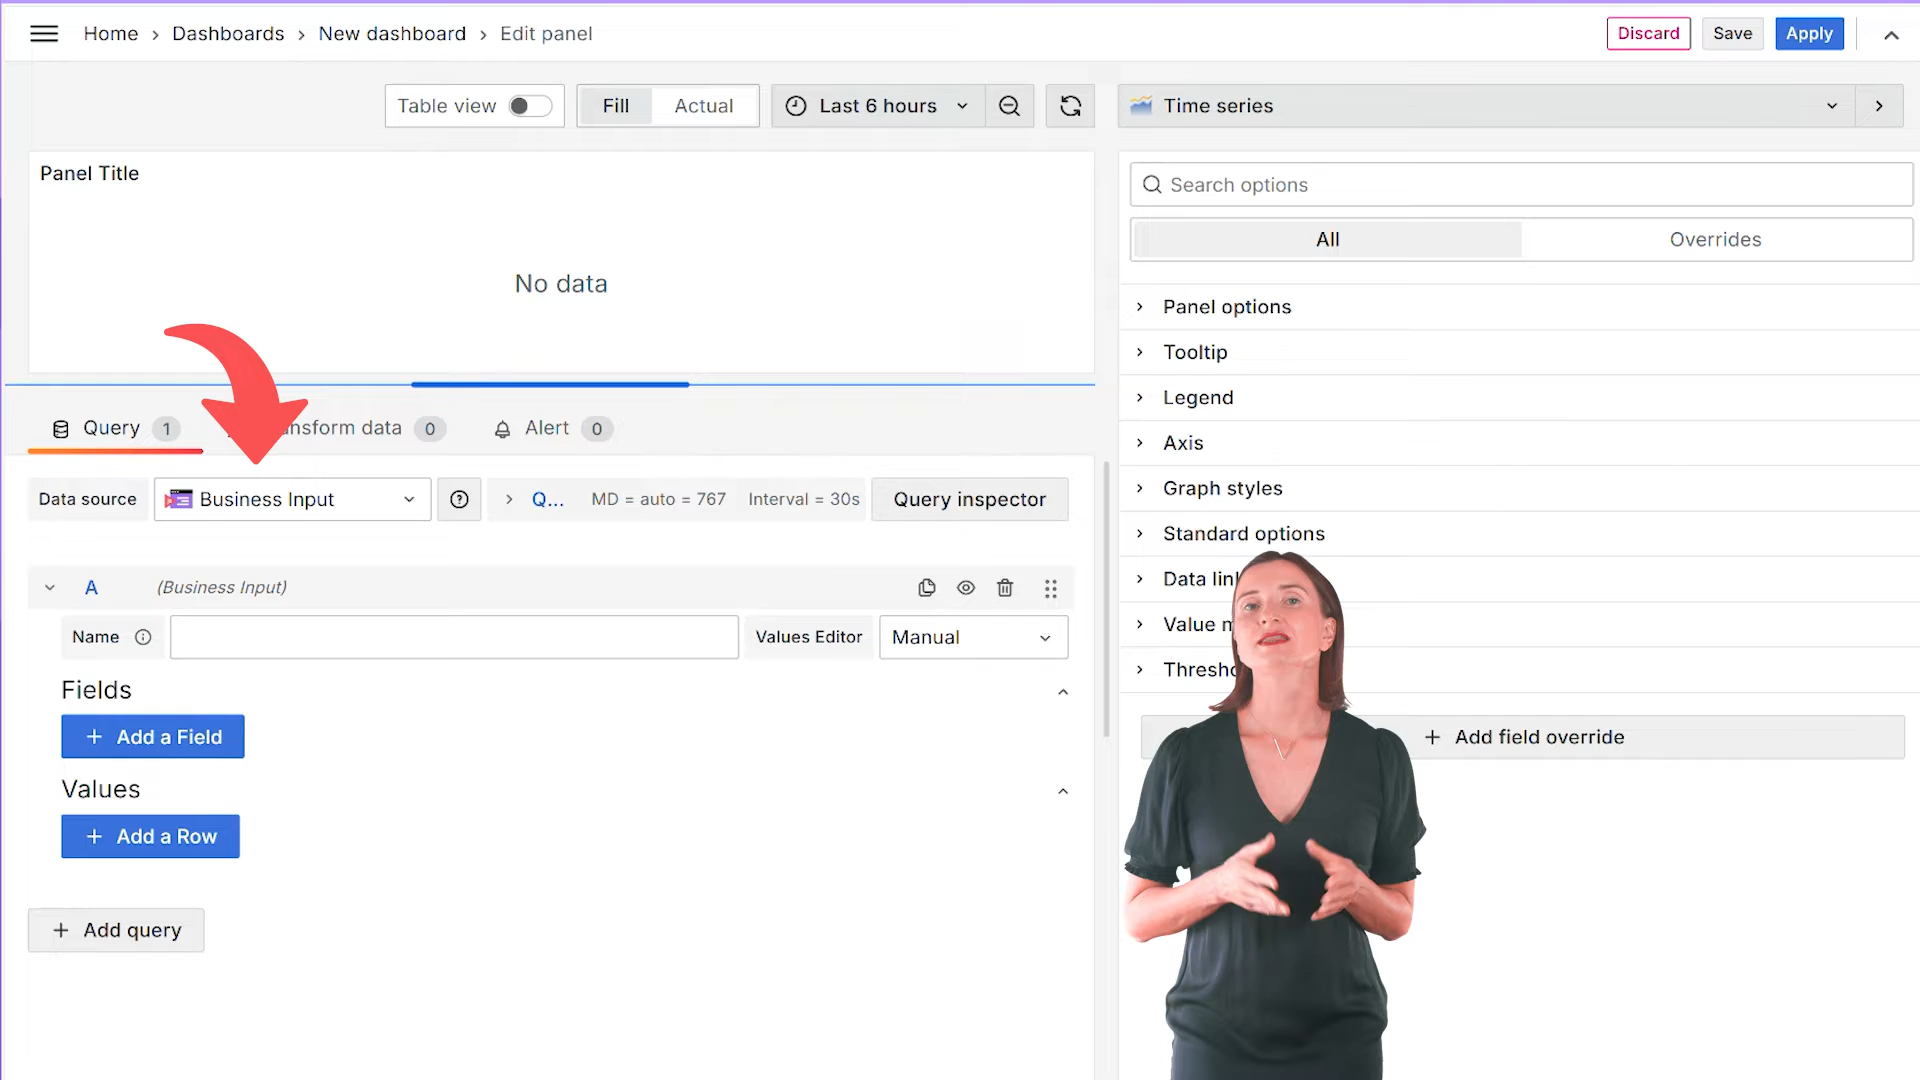 Home › Dashboards › New dashboard › Edit panel
Discard Save Apply
Table view Fill Actual Last 6 hours
Time series
Panel Title
No data
Search options
All Overrides
Panel options
Tooltip
Legend
Axis
Graph styles
Standard options
Data lin
Value
Thresh
+ Add field override
Query 1 nsform data 0 Alert 0
Data source Business Input Q... MD = auto = 767 Interval = 30s Query inspector
A (Business Input)
Name Values Editor Manual
Fields
+ Add a Field
Values
+ Add a Row
+ Add query